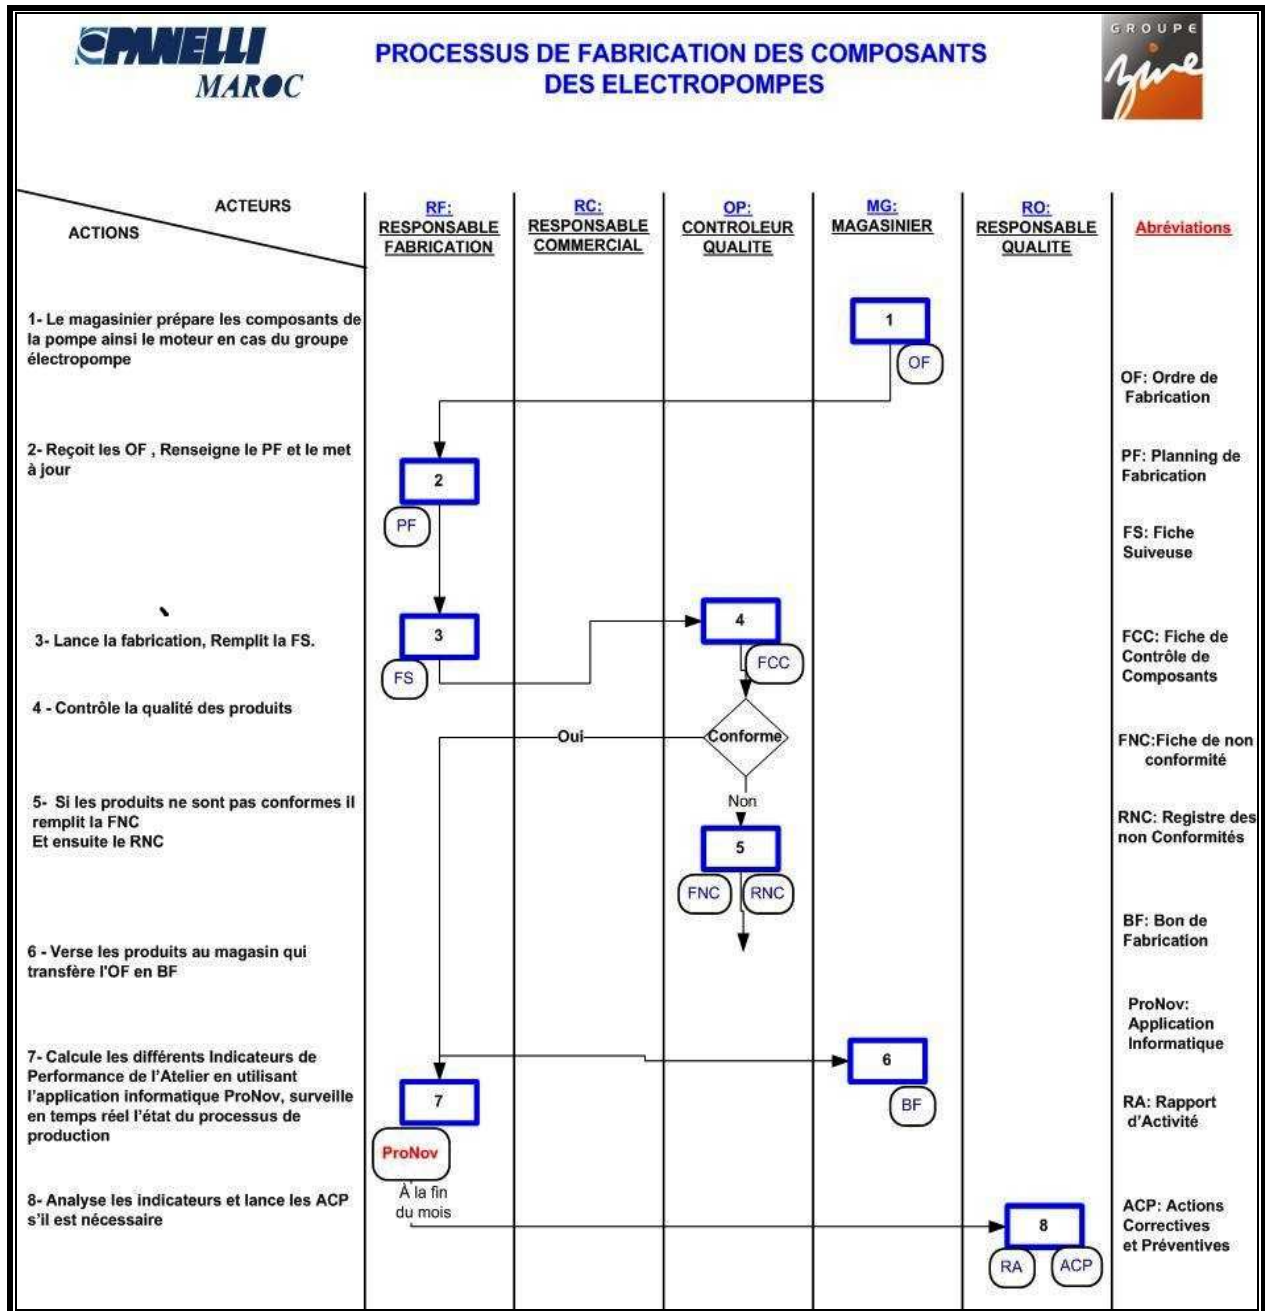 SPANELLI
MAROC
PROCESSUS DE FABRICATION DES COMPOSANTS
DES ELECTROPOMPES
GROUPE
zine
ACTEURS
ACTIONS
RF:
RESPONSABLE
FABRICATION
RC:
RESPONSABLE
COMMERCIAL
OP:
CONTROLEUR
QUALITE
MG:
MAGASINIER
RO:
RESPONSABLE
QUALITE
Abréviations
1- Le magasinier prépare les composants de
la pompe ainsi le moteur en cas du groupe
électropompe
1
OF
OF: Ordre de
Fabrication
2- Reçoit les OF , Renseigne le PF et le met
à jour
2
PF
PF: Planning de
Fabrication
FS: Fiche
Suiveuse
3- Lance la fabrication, Remplit la FS.
3
FS
4
FCC
FCC: Fiche de
Contrôle de
Composants
4 - Contrôle la qualité des produits
Oui
Conforme
FNC:Fiche de non
conformité
5- Si les produits ne sont pas conformes il
remplit la FNC
Et ensuite le RNC
Non
5
FNC
RNC
RNC: Registre des
non Conformités
6 - Verse les produits au magasin qui
transfère l'OF en BF
BF: Bon de
Fabrication
ProNov:
Application
Informatique
7- Calcule les différents Indicateurs de
Performance de l'Atelier en utilisant
l'application informatique ProNov, surveille
en temps réel l'état du processus de
production
6
BF
7
ProNov
À la fin
du mois
RA: Rapport
d'Activité
8- Analyse les indicateurs et lance les ACP
s'il est nécessaire
8
RA
ACP
ACP: Actions
Correctives
et Préventives